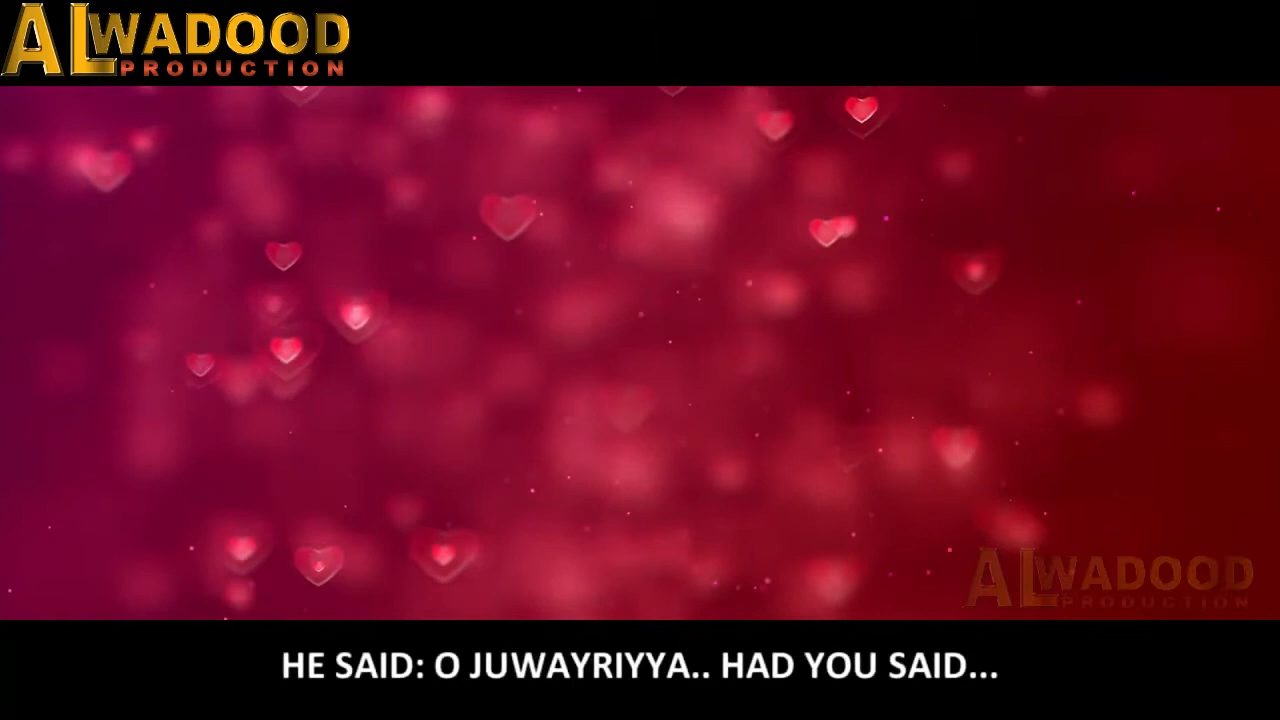 ALWADOOD
PRODUCTION
ALWADOOD
PRODUCTION
HE SAID: O JUWAYRIYYA.. HAD YOU SAID...